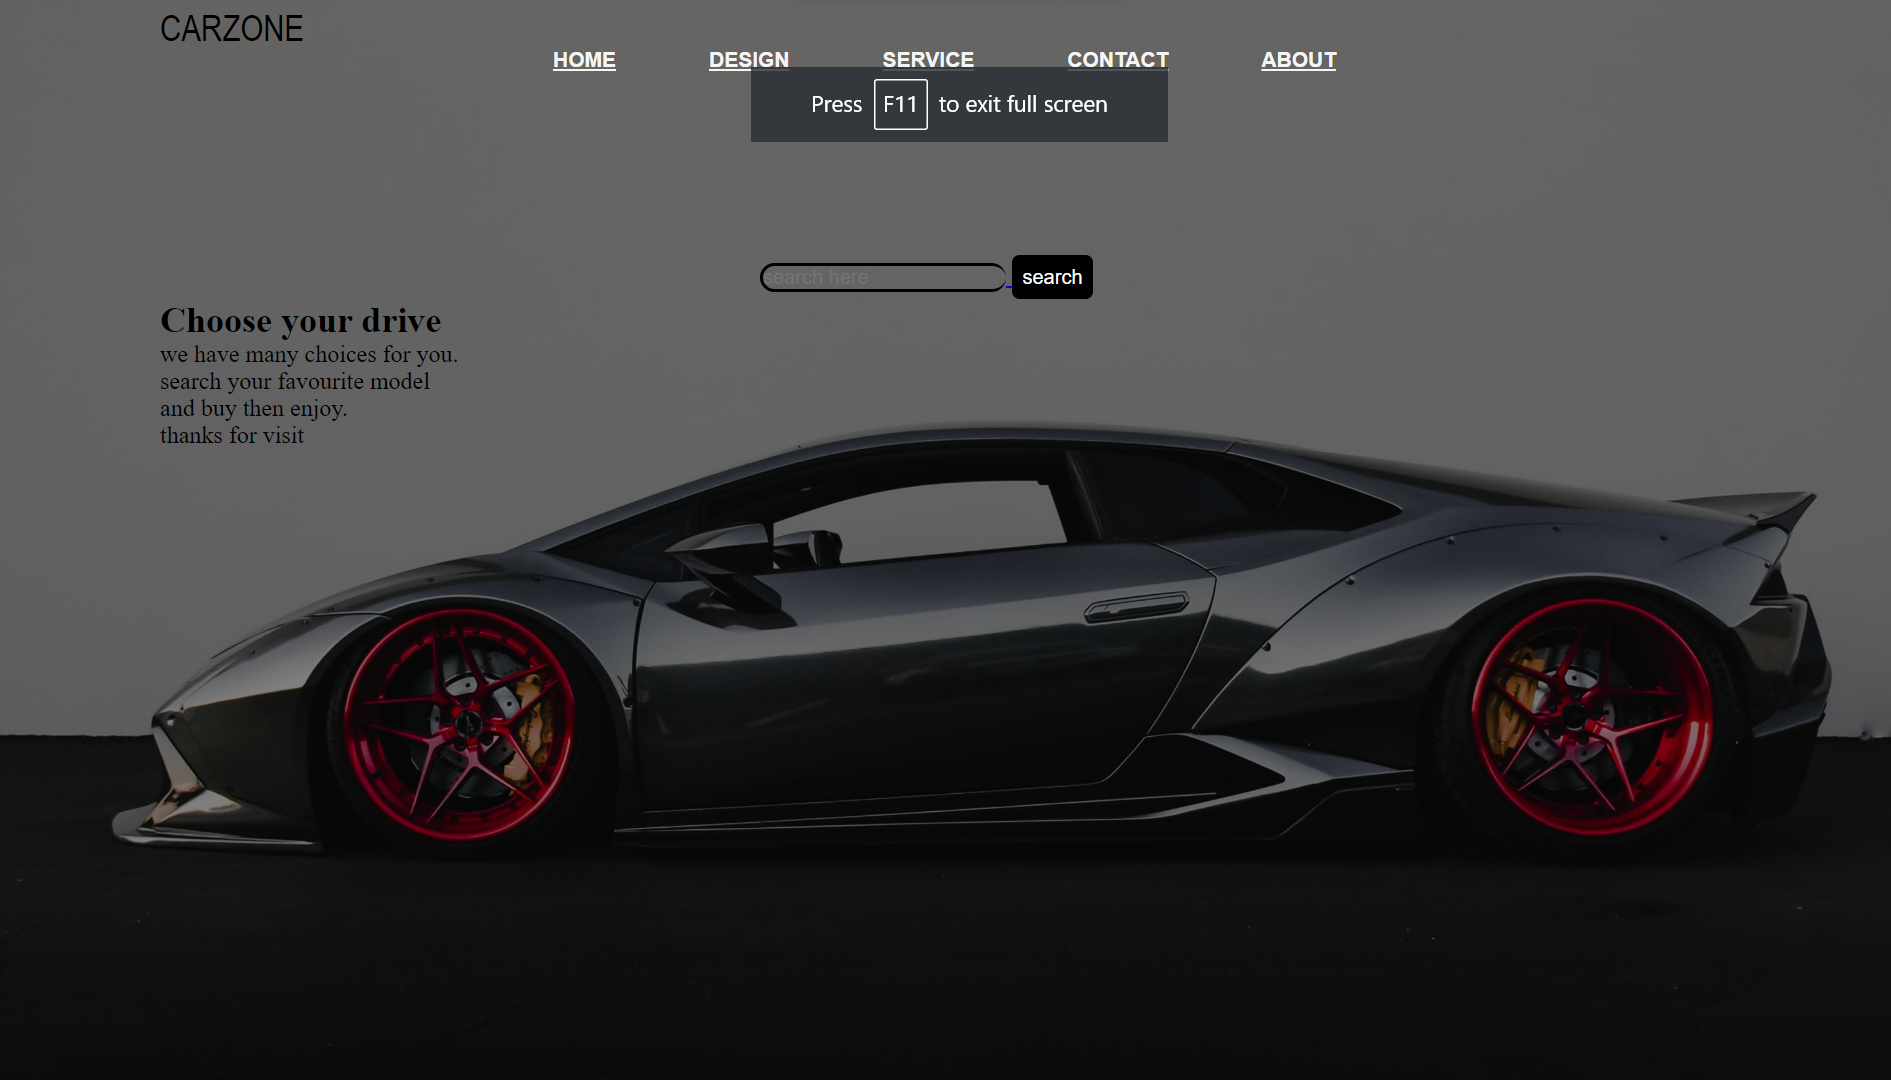 CARZONE
HOME DESIGN SERVICE CONTACT ABOUT
Press F11 to exit full screen
search here search
Choose your drive
we have many choices for you.
search your favourite model
and buy then enjoy.
thanks for visit